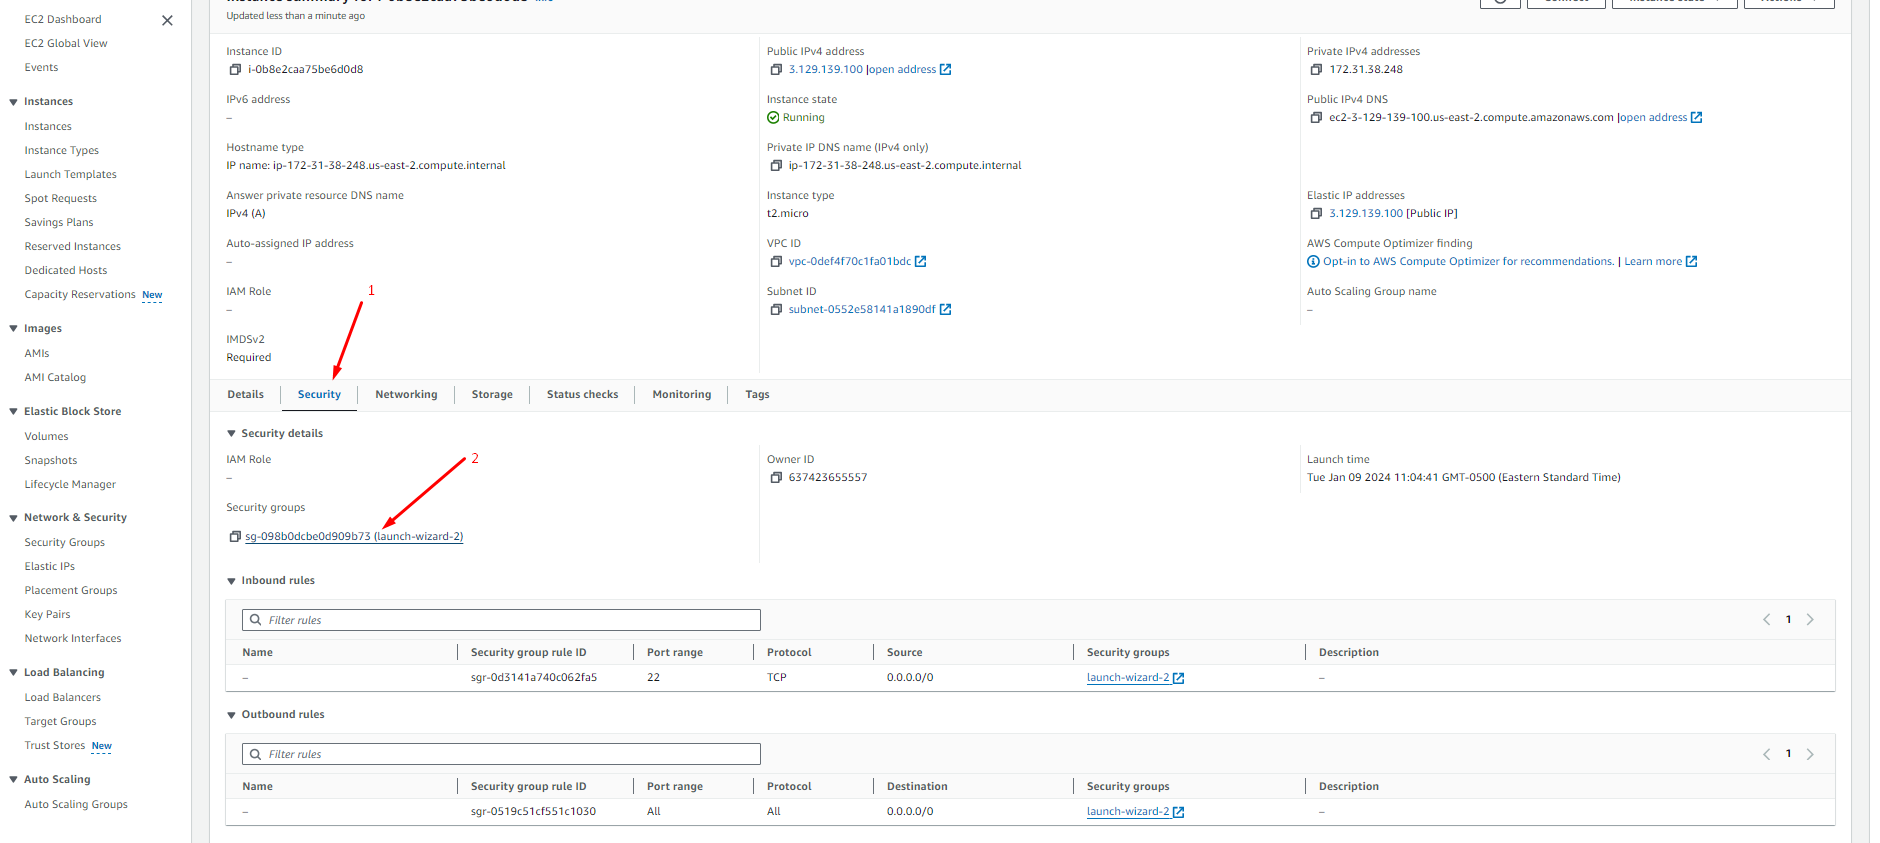 EC2 Dashboard
EC2 Global View
Events
Instances
Instances
Instance Types
Launch Templates
Spot Requests
Savings Plans
Reserved Instances
Dedicated Hosts
Capacity Reservations New
Images
AMIs
AMI Catalog
Elastic Block Store
Volumes
Snapshots
Lifecycle Manager
Network & Security
Security Groups
Elastic IPs
Placement Groups
Key Pairs
Network Interfaces
Load Balancing
Load Balancers
Target Groups
Trust Stores New
Auto Scaling
Auto Scaling Groups
Updated less than a minute ago
Instance ID
i-0b8e2caa75be6d0d8
Public IPv4 address
3.129.139.100 |open address
Private IPv4 addresses
172.31.38.248
IPv6 address
–
Instance state
Running
Public IPv4 DNS
ec2-3-129-139-100.us-east-2.compute.amazonaws.com |open address
Hostname type
IP name: ip-172-31-38-248.us-east-2.compute.internal
Private IP DNS name (IPv4 only)
ip-172-31-38-248.us-east-2.compute.internal
Answer private resource DNS name
IPv4 (A)
Instance type
t2.micro
Elastic IP addresses
3.129.139.100 [Public IP]
Auto-assigned IP address
–
VPC ID
vpc-0def4f70c1fa01bdc
AWS Compute Optimizer finding
Opt-in to AWS Compute Optimizer for recommendations. | Learn more
IAM Role
–
1
Subnet ID
subnet-0552e58141a1890df
Auto Scaling Group name
–
IMDSv2
Required
Details Security Networking Storage Status checks Monitoring Tags
Security details
IAM Role
–
2
Owner ID
637423655557
Launch time
Tue Jan 09 2024 11:04:41 GMT-0500 (Eastern Standard Time)
Security groups
sg-098b0dcbe0d909b73 (launch-wizard-2)
Inbound rules
Filter rules
1
Name Security group rule ID Port range Protocol Source Security groups Description
– sgr-0d3141a740c062fa5 22 TCP 0.0.0.0/0 launch-wizard-2 –
Outbound rules
Filter rules
1
Name Security group rule ID Port range Protocol Destination Security groups Description
– sgr-0519c51cf551c1030 All All 0.0.0.0/0 launch-wizard-2 –